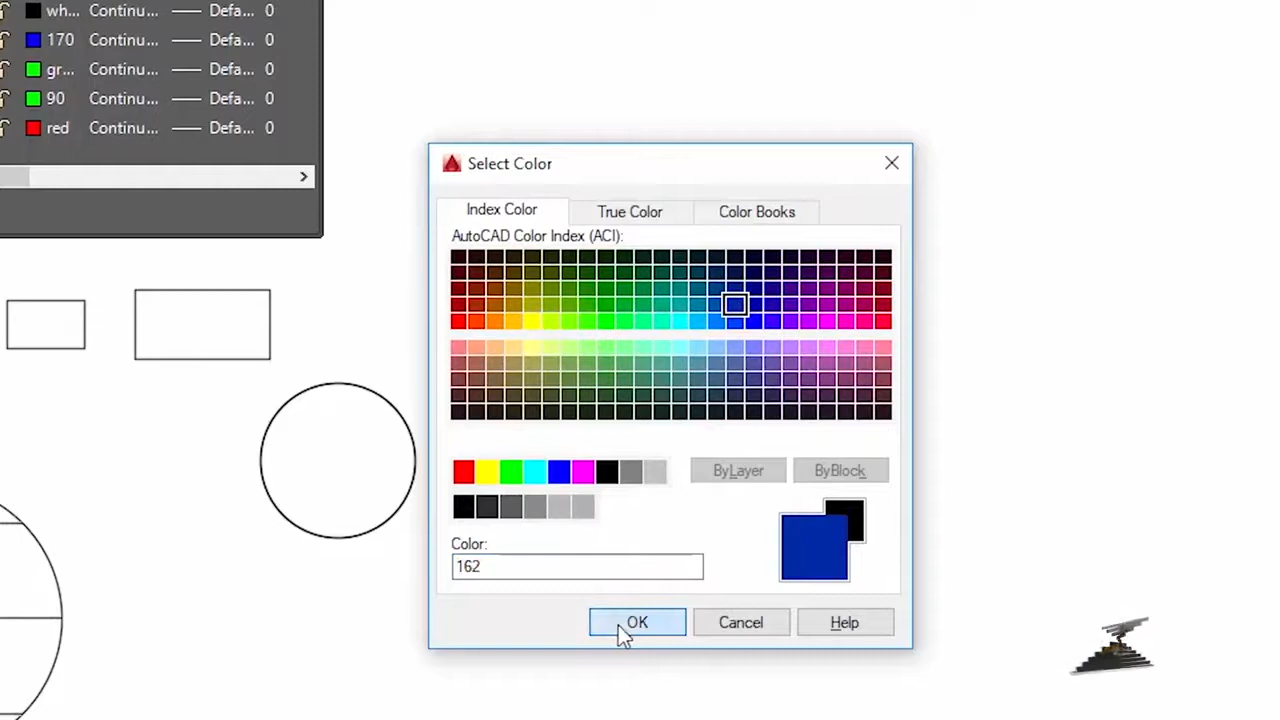 wh... Continu... Defa... 0
170 Continu... Defa... 0
gr... Continu... Defa... 0
90 Continu... Defa... 0
red Continu... Defa... 0
Select Color
Index Color True Color Color Books
AutoCAD Color Index (ACI):
ByLayer ByBlock
Color:
162
OK Cancel Help